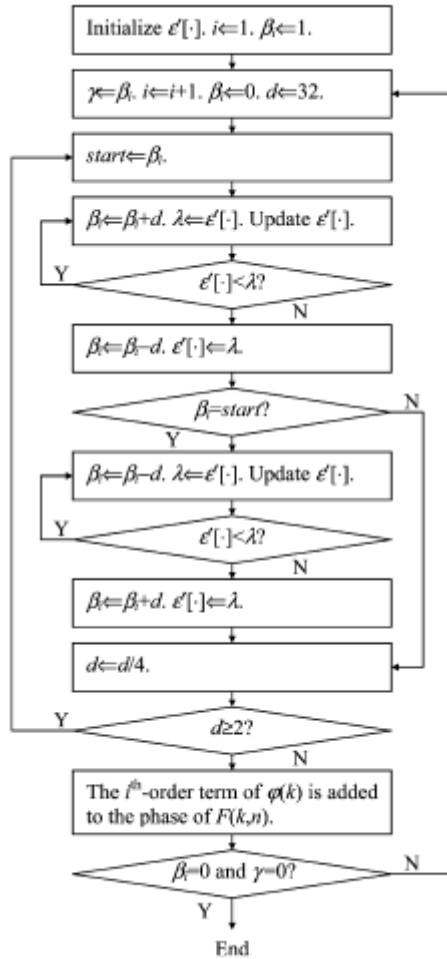 Initialize ε'[·]. i⇐1. βᵢ⇐1.
γ⇐βᵢ. i⇐i+1. βᵢ⇐0. d⇐32.
start⇐βᵢ.
βᵢ⇐βᵢ+d. λ⇐ε'[·]. Update ε'[·].
Y
ε'[·]<λ?
N
βᵢ⇐βᵢ−d. ε'[·]⇐λ.
βᵢ=start?
N
Y
βᵢ⇐βᵢ−d. λ⇐ε'[·]. Update ε'[·].
Y
ε'[·]<λ?
N
βᵢ⇐βᵢ+d. ε'[·]⇐λ.
d⇐d/4.
Y
d≥2?
N
The iᵗʰ-order term of φ(k) is added
to the phase of F(k,n).
βᵢ=0 and γ=0?
N
Y
End